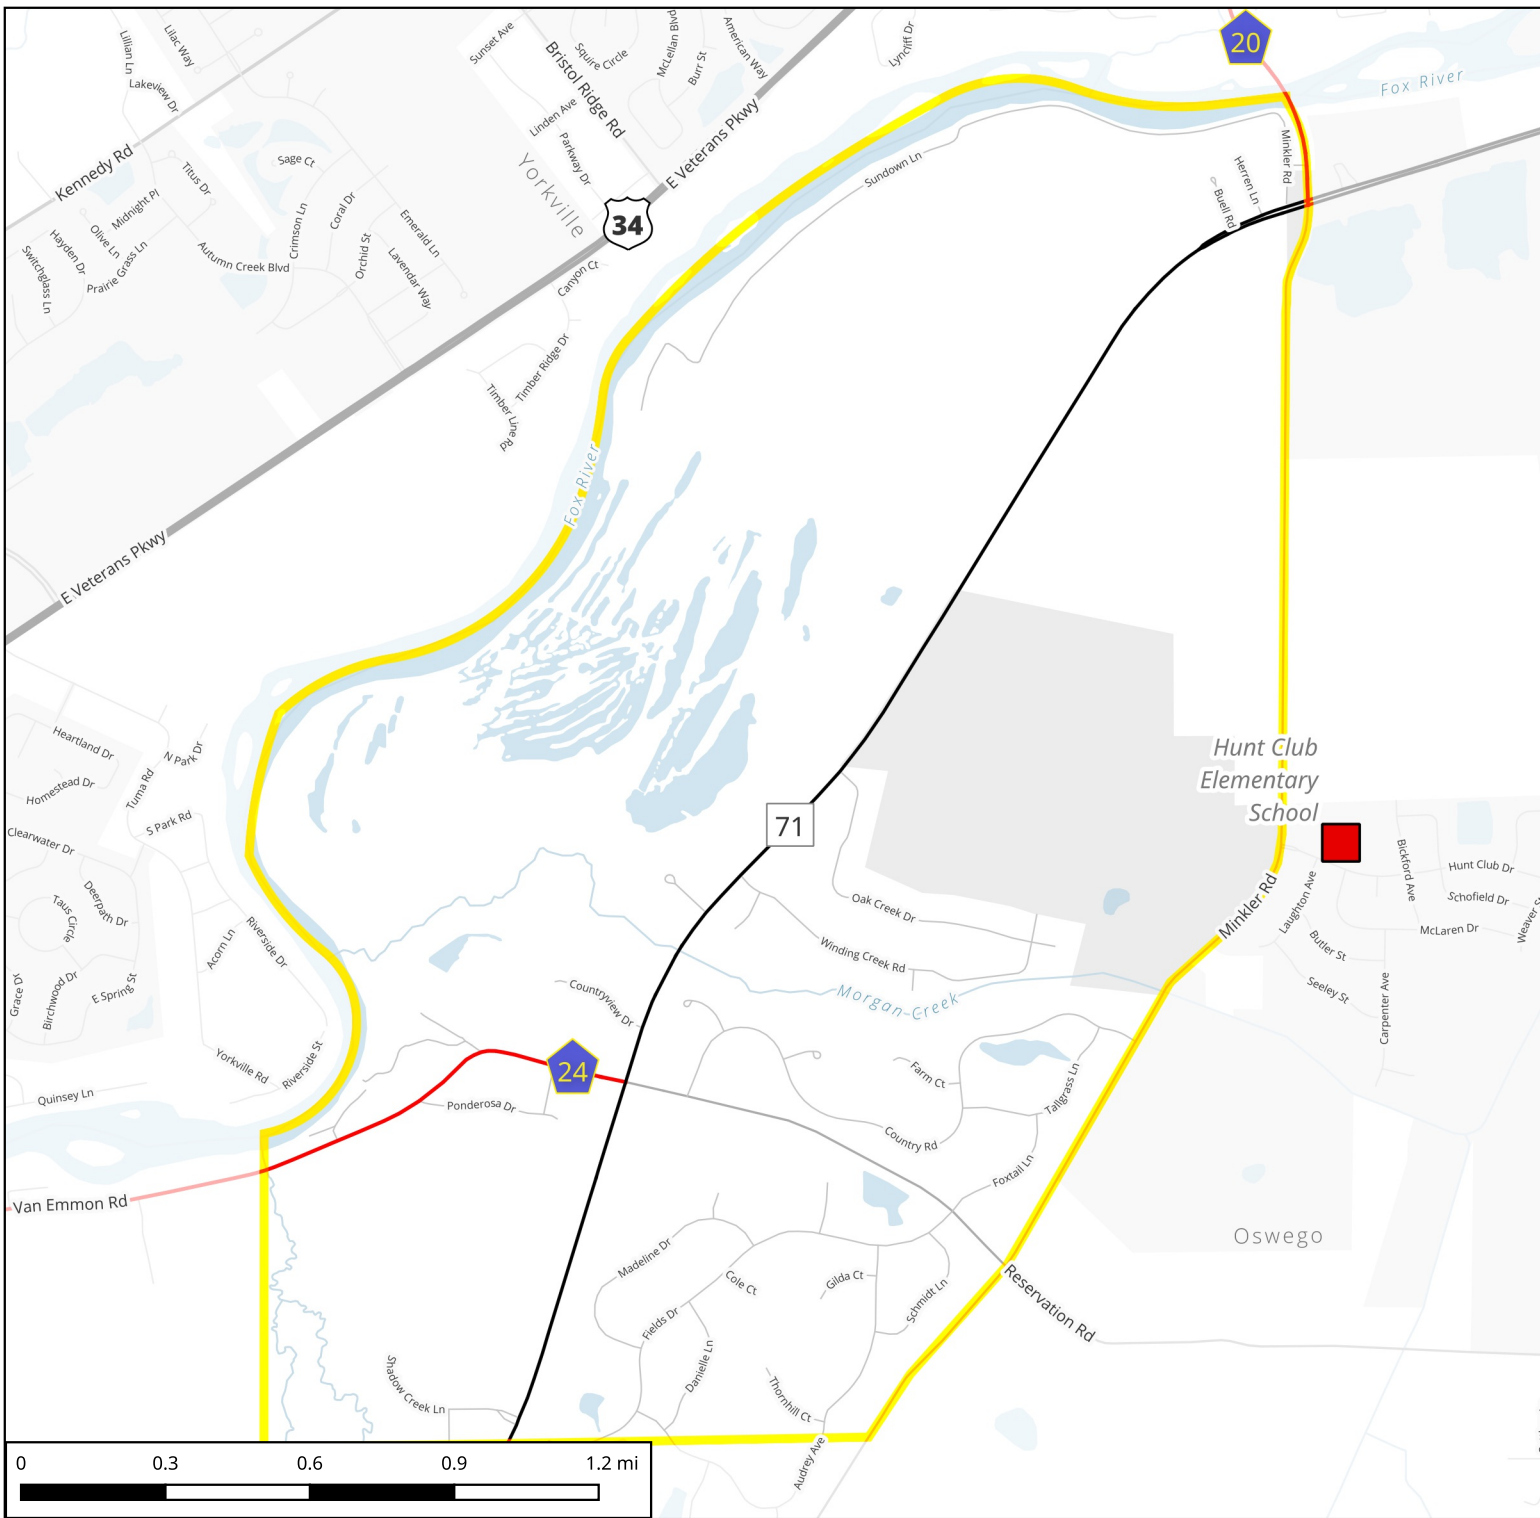 20
Fox River
Lillian Ln
Lilac Way
Lakeview Dr
Sunset Ave
Bristol Ridge Rd
Squire Circle
McLellan Blvd
Burr St
American Way
Lyncliff Dr
Linden Ave
Parkway Dr
E Veterans Pkwy
Kennedy Rd
Sage Ct
Titus Dr
Midnight Pl
Yorkville
34
Sundown Ln
Minkler Rd
Herren Ln
Buell Rd
Hayden Dr
Olive Ln
Prairie Grass Ln
Switchglass Ln
Autumn Creek Blvd
Crimson Ln
Coral Dr
Orchid St
Emerald Ln
Lavendar Way
Canyon Ct
Timber Ridge Dr
Timber Line Rd
Fox River
E Veterans Pkwy
Heartland Dr
N Park Dr
Tuma Rd
Homestead Dr
S Park Rd
Clearwater Dr
Hunt Club
Elementary
School
71
Deerpath Dr
Taus Circle
Acorn Ln
Riverside Dr
Grace Dr
Birchwood Dr
E Spring St
Oak Creek Dr
Winding Creek Rd
Minkler Rd
Laughton Ave
Bickford Ave
Hunt Club Dr
Schofield Dr
McLaren Dr
Weaver S
Butler St
Seeley St
Carpenter Ave
Countryview Dr
Morgan Creek
Yorkville Rd
Riverside St
Quinsey Ln
24
Ponderosa Dr
Farm Ct
Tallgrass Ln
Country Rd
Foxtail Ln
Van Emmon Rd
Oswego
Madeline Dr
Cole Ct
Gilda Ct
Schmidt Ln
Reservation Rd
Fields Dr
Danielle Ln
Shadow Creek Ln
Thornhill Ct
Audrey Ave
0 0.3 0.6 0.9 1.2 mi